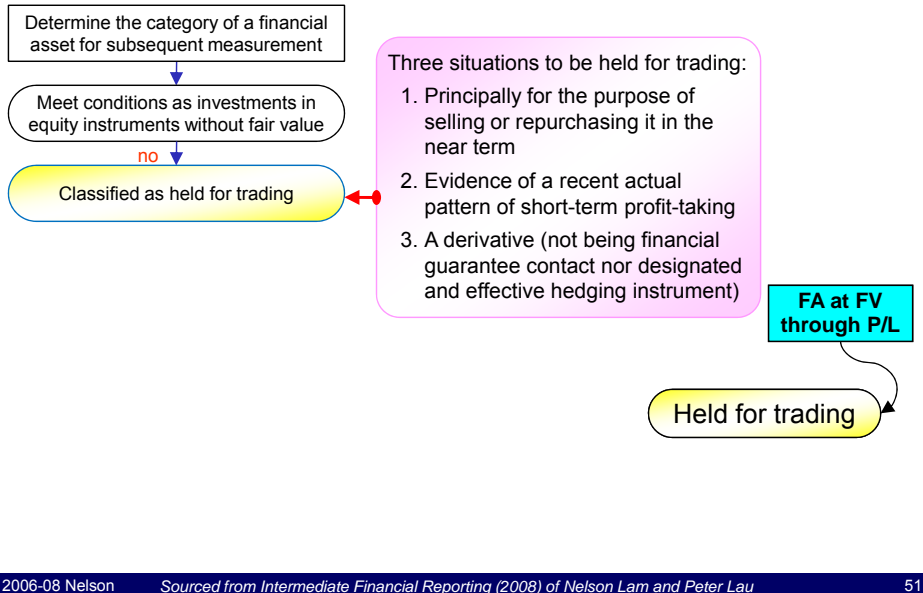 Determine the category of a financial
asset for subsequent measurement
Meet conditions as investments in
equity instruments without fair value
no
Classified as held for trading
Three situations to be held for trading:
1. Principally for the purpose of
selling or repurchasing it in the
near term
2. Evidence of a recent actual
pattern of short-term profit-taking
3. A derivative (not being financial
guarantee contact nor designated
and effective hedging instrument)
FA at FV
through P/L
Held for trading
2006-08 Nelson Sourced from Intermediate Financial Reporting (2008) of Nelson Lam and Peter Lau 51